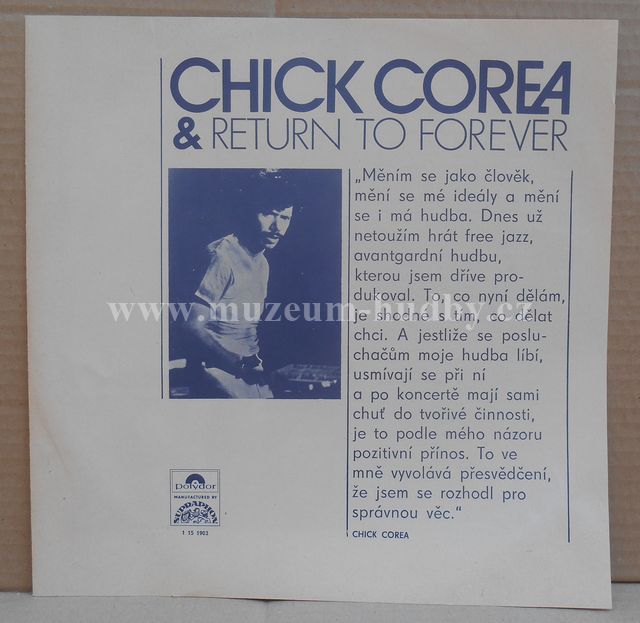 CHICK COREA
& RETURN TO FOREVER
„Měním se jako člověk,
mění se mé ideály a mění
se i má hudba. Dnes už
netoužím hrát free jazz,
avantgardní hudbu,
kterou jsem dříve pro-
dukoval. To, co nyní dělám,
je shodné s tím, co dělat
chci. A jestliže se poslu-
chačům moje hudba líbí,
usmívají se při ní
a po koncertě mají sami
chuť do tvořivé činnosti,
je to podle mého názoru
pozitivní přínos. To ve
mně vyvolává přesvědčení,
že jsem se rozhodl pro
správnou věc.“
CHICK COREA
polydor
MANUFACTURED BY
SUPRAPHON
1 15 1903
www.muzeum-hudby.cz